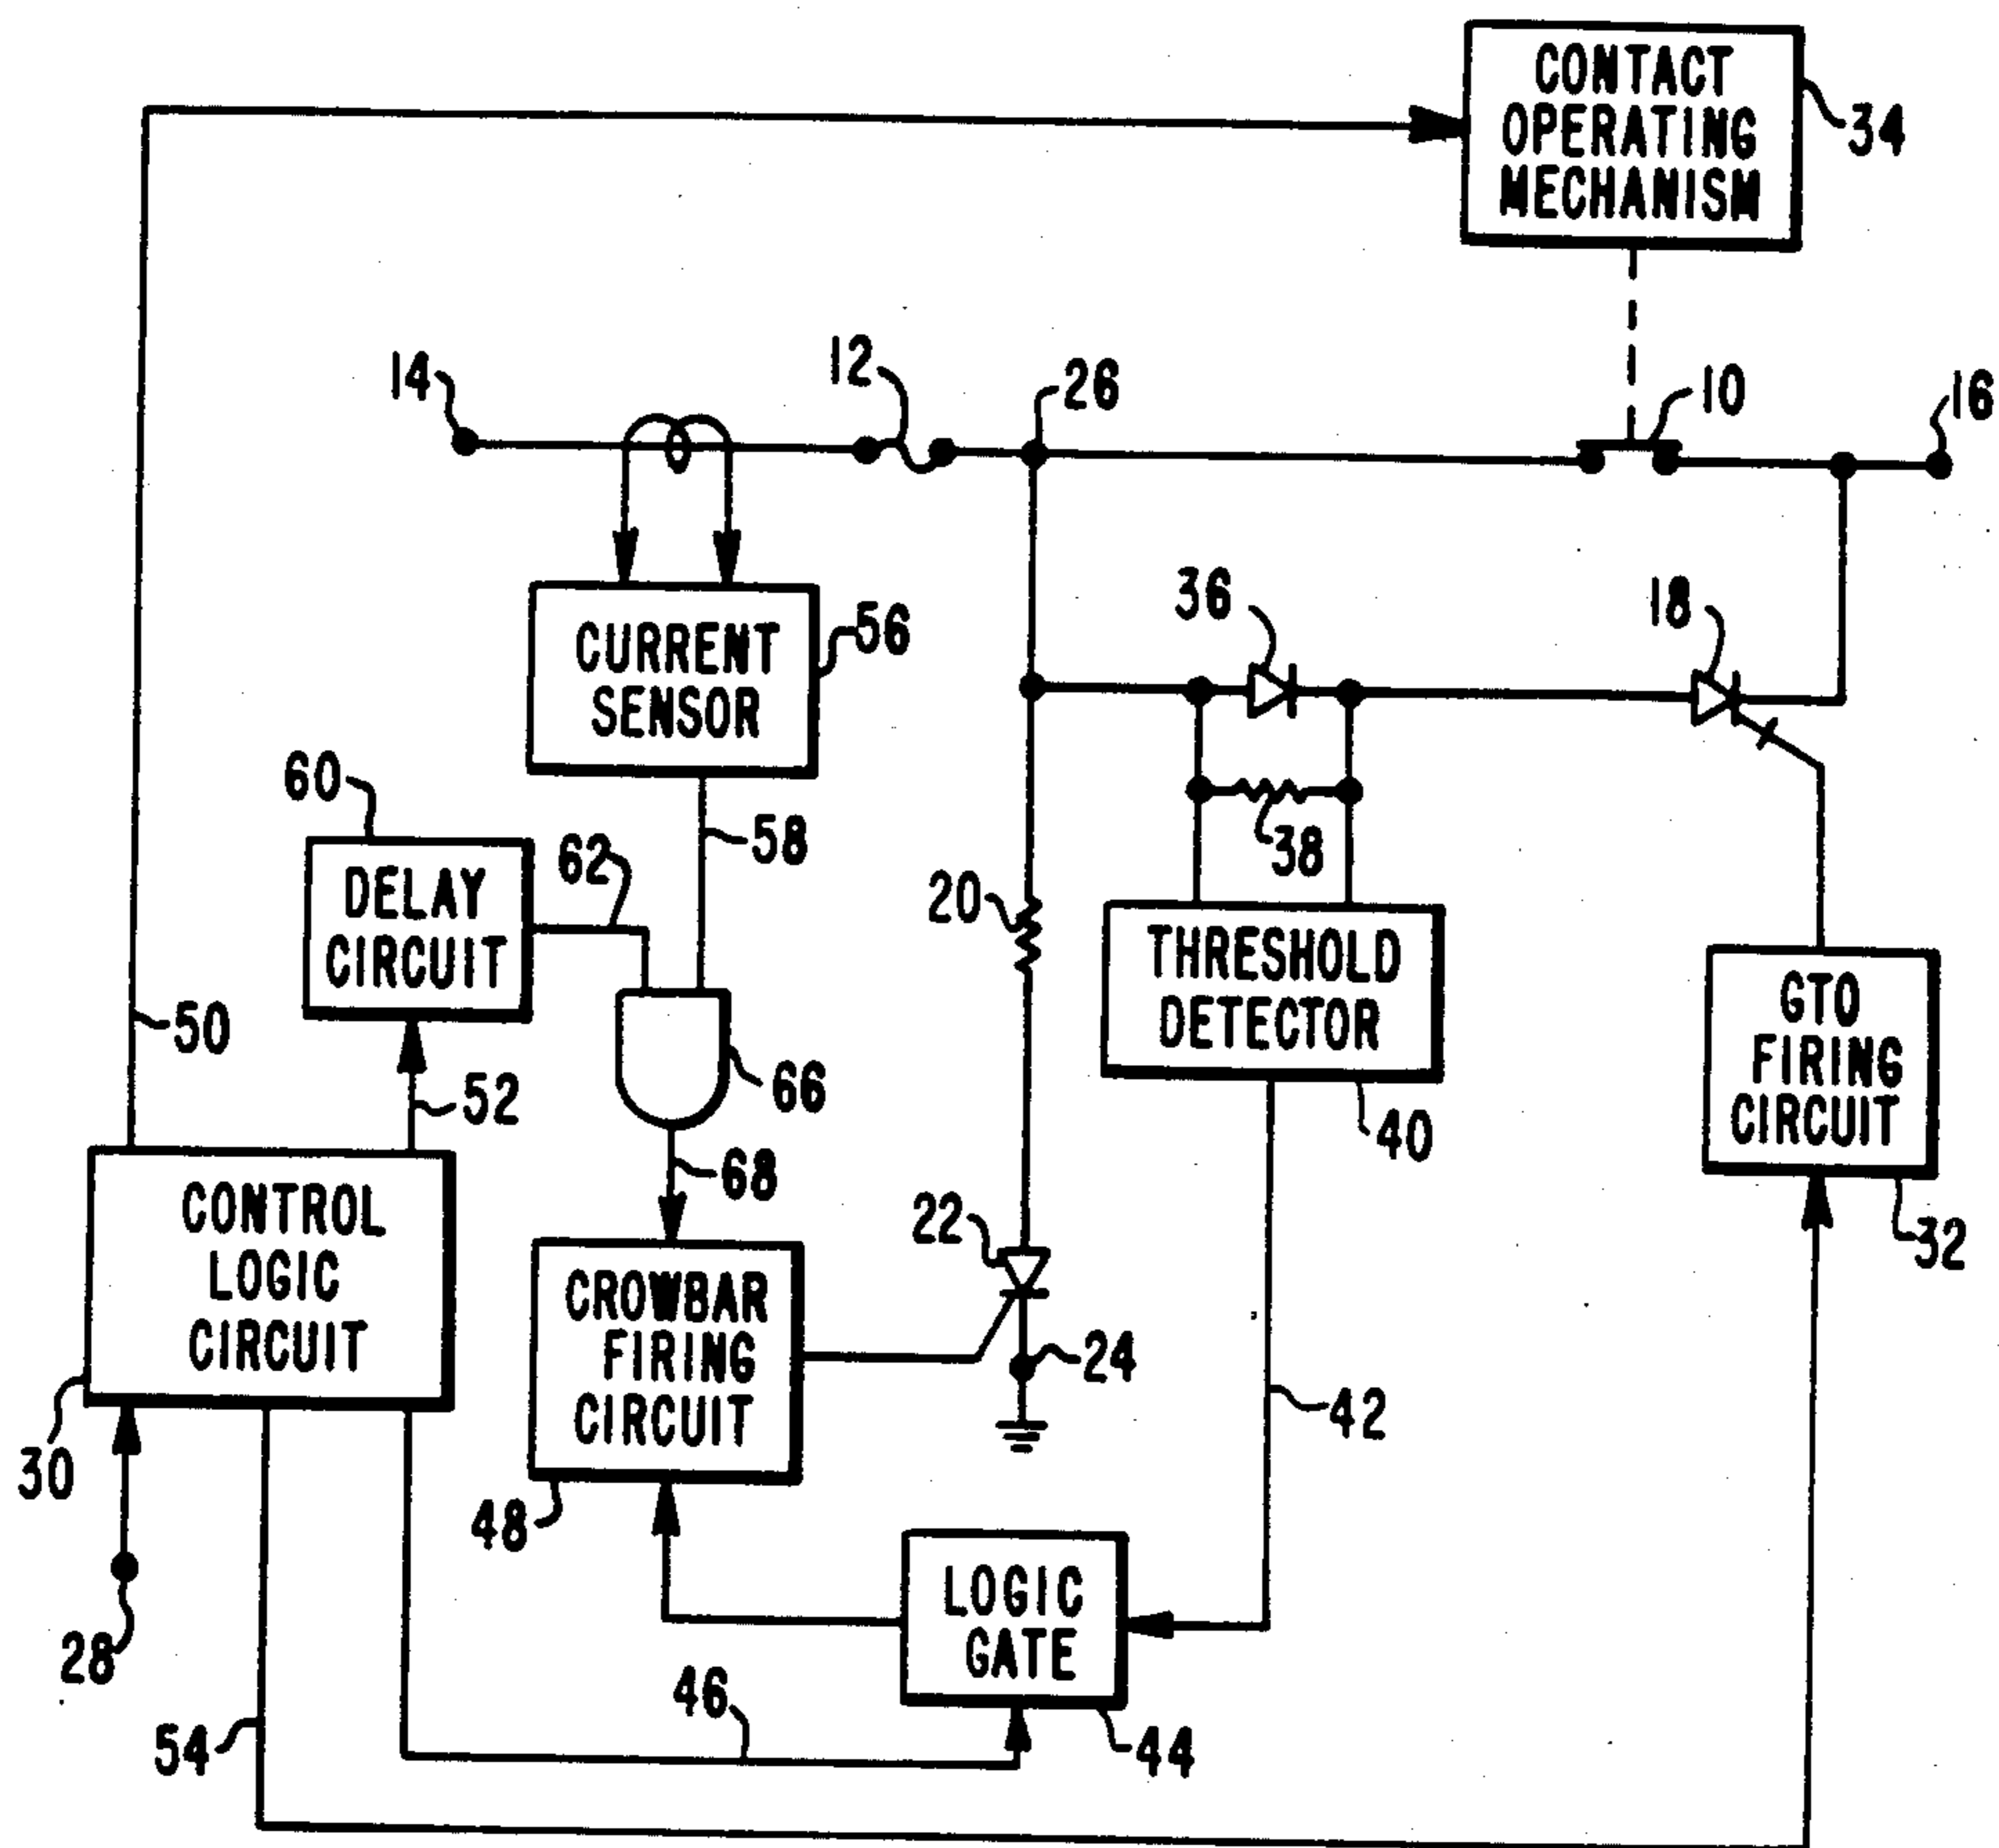 CONTACT
OPERATING
MECHANISM
34
14
12
26
10
16
CURRENT
SENSOR
56
36
18
60
62
58
38
DELAY
CIRCUIT
20
THRESHOLD
DETECTOR
GTO
FIRING
CIRCUIT
50
52
66
40
68
32
CONTROL
LOGIC
CIRCUIT
22
CROWBAR
FIRING
CIRCUIT
24
42
30
48
28
LOGIC
GATE
46
54
44